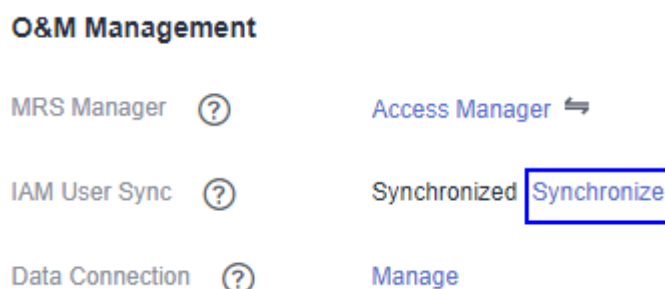 O&M Management
MRS Manager ? Access Manager ⇋
IAM User Sync ? Synchronized Synchronize
Data Connection ? Manage